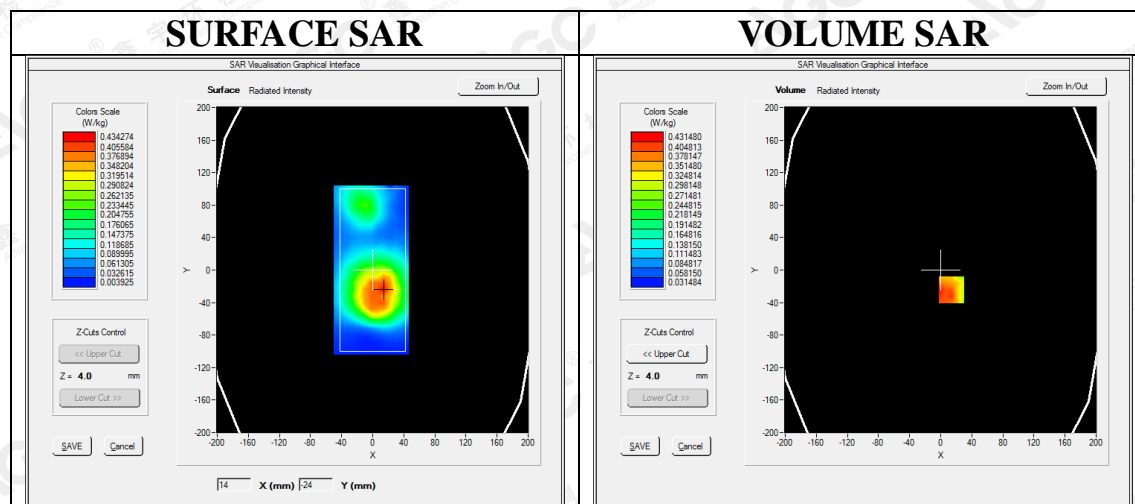 SURFACE SAR
SAR Visualisation Graphical Interface
Surface Radiated Intensity
Zoom In/Out
Colors Scale
(W/kg)
0.434274
0.405584
0.376894
0.348204
0.319514
0.290824
0.262135
0.233445
0.204755
0.176065
0.147375
0.118685
0.089995
0.061305
0.032615
0.003925
Z-Cuts Control
<< Upper Cut
Z = 4.0 mm
Lower Cut >>
SAVE Cancel
200
160
120
80
40
0
-40
-80
-120
-160
-200
Y
-200 -160 -120 -80 -40 0 40 80 120 160 200
X
14 X (mm) -24 Y (mm)
VOLUME SAR
SAR Visualisation Graphical Interface
Volume Radiated Intensity
Zoom In/Out
Colors Scale
(W/kg)
0.431480
0.404813
0.378147
0.351480
0.324814
0.298148
0.271481
0.244815
0.218149
0.191482
0.164816
0.138150
0.111483
0.084817
0.058150
0.031484
Z-Cuts Control
<< Upper Cut
Z = 4.0 mm
Lower Cut >>
SAVE Cancel
200
160
120
80
40
0
-40
-80
-120
-160
-200
Y
-200 -160 -120 -80 -40 0 40 80 120 160 200
X